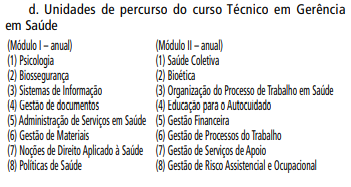 d. Unidades de percurso do curso Técnico em Gerência
em Saúde
(Módulo I – anual)
(1) Psicologia
(2) Biossegurança
(3) Sistemas de Informação
(4) Gestão de documentos
(5) Administração de Serviços em Saúde
(6) Gestão de Materiais
(7) Noções de Direito Aplicado à Saúde
(8) Políticas de Saúde
(Módulo II – anual)
(1) Saúde Coletiva
(2) Bioética
(3) Organização do Processo de Trabalho em Saúde
(4) Educação para o Autocuidado
(5) Gestão Financeira
(6) Gestão de Processos do Trabalho
(7) Gestão de Serviços de Apoio
(8) Gestão de Risco Assistencial e Ocupacional